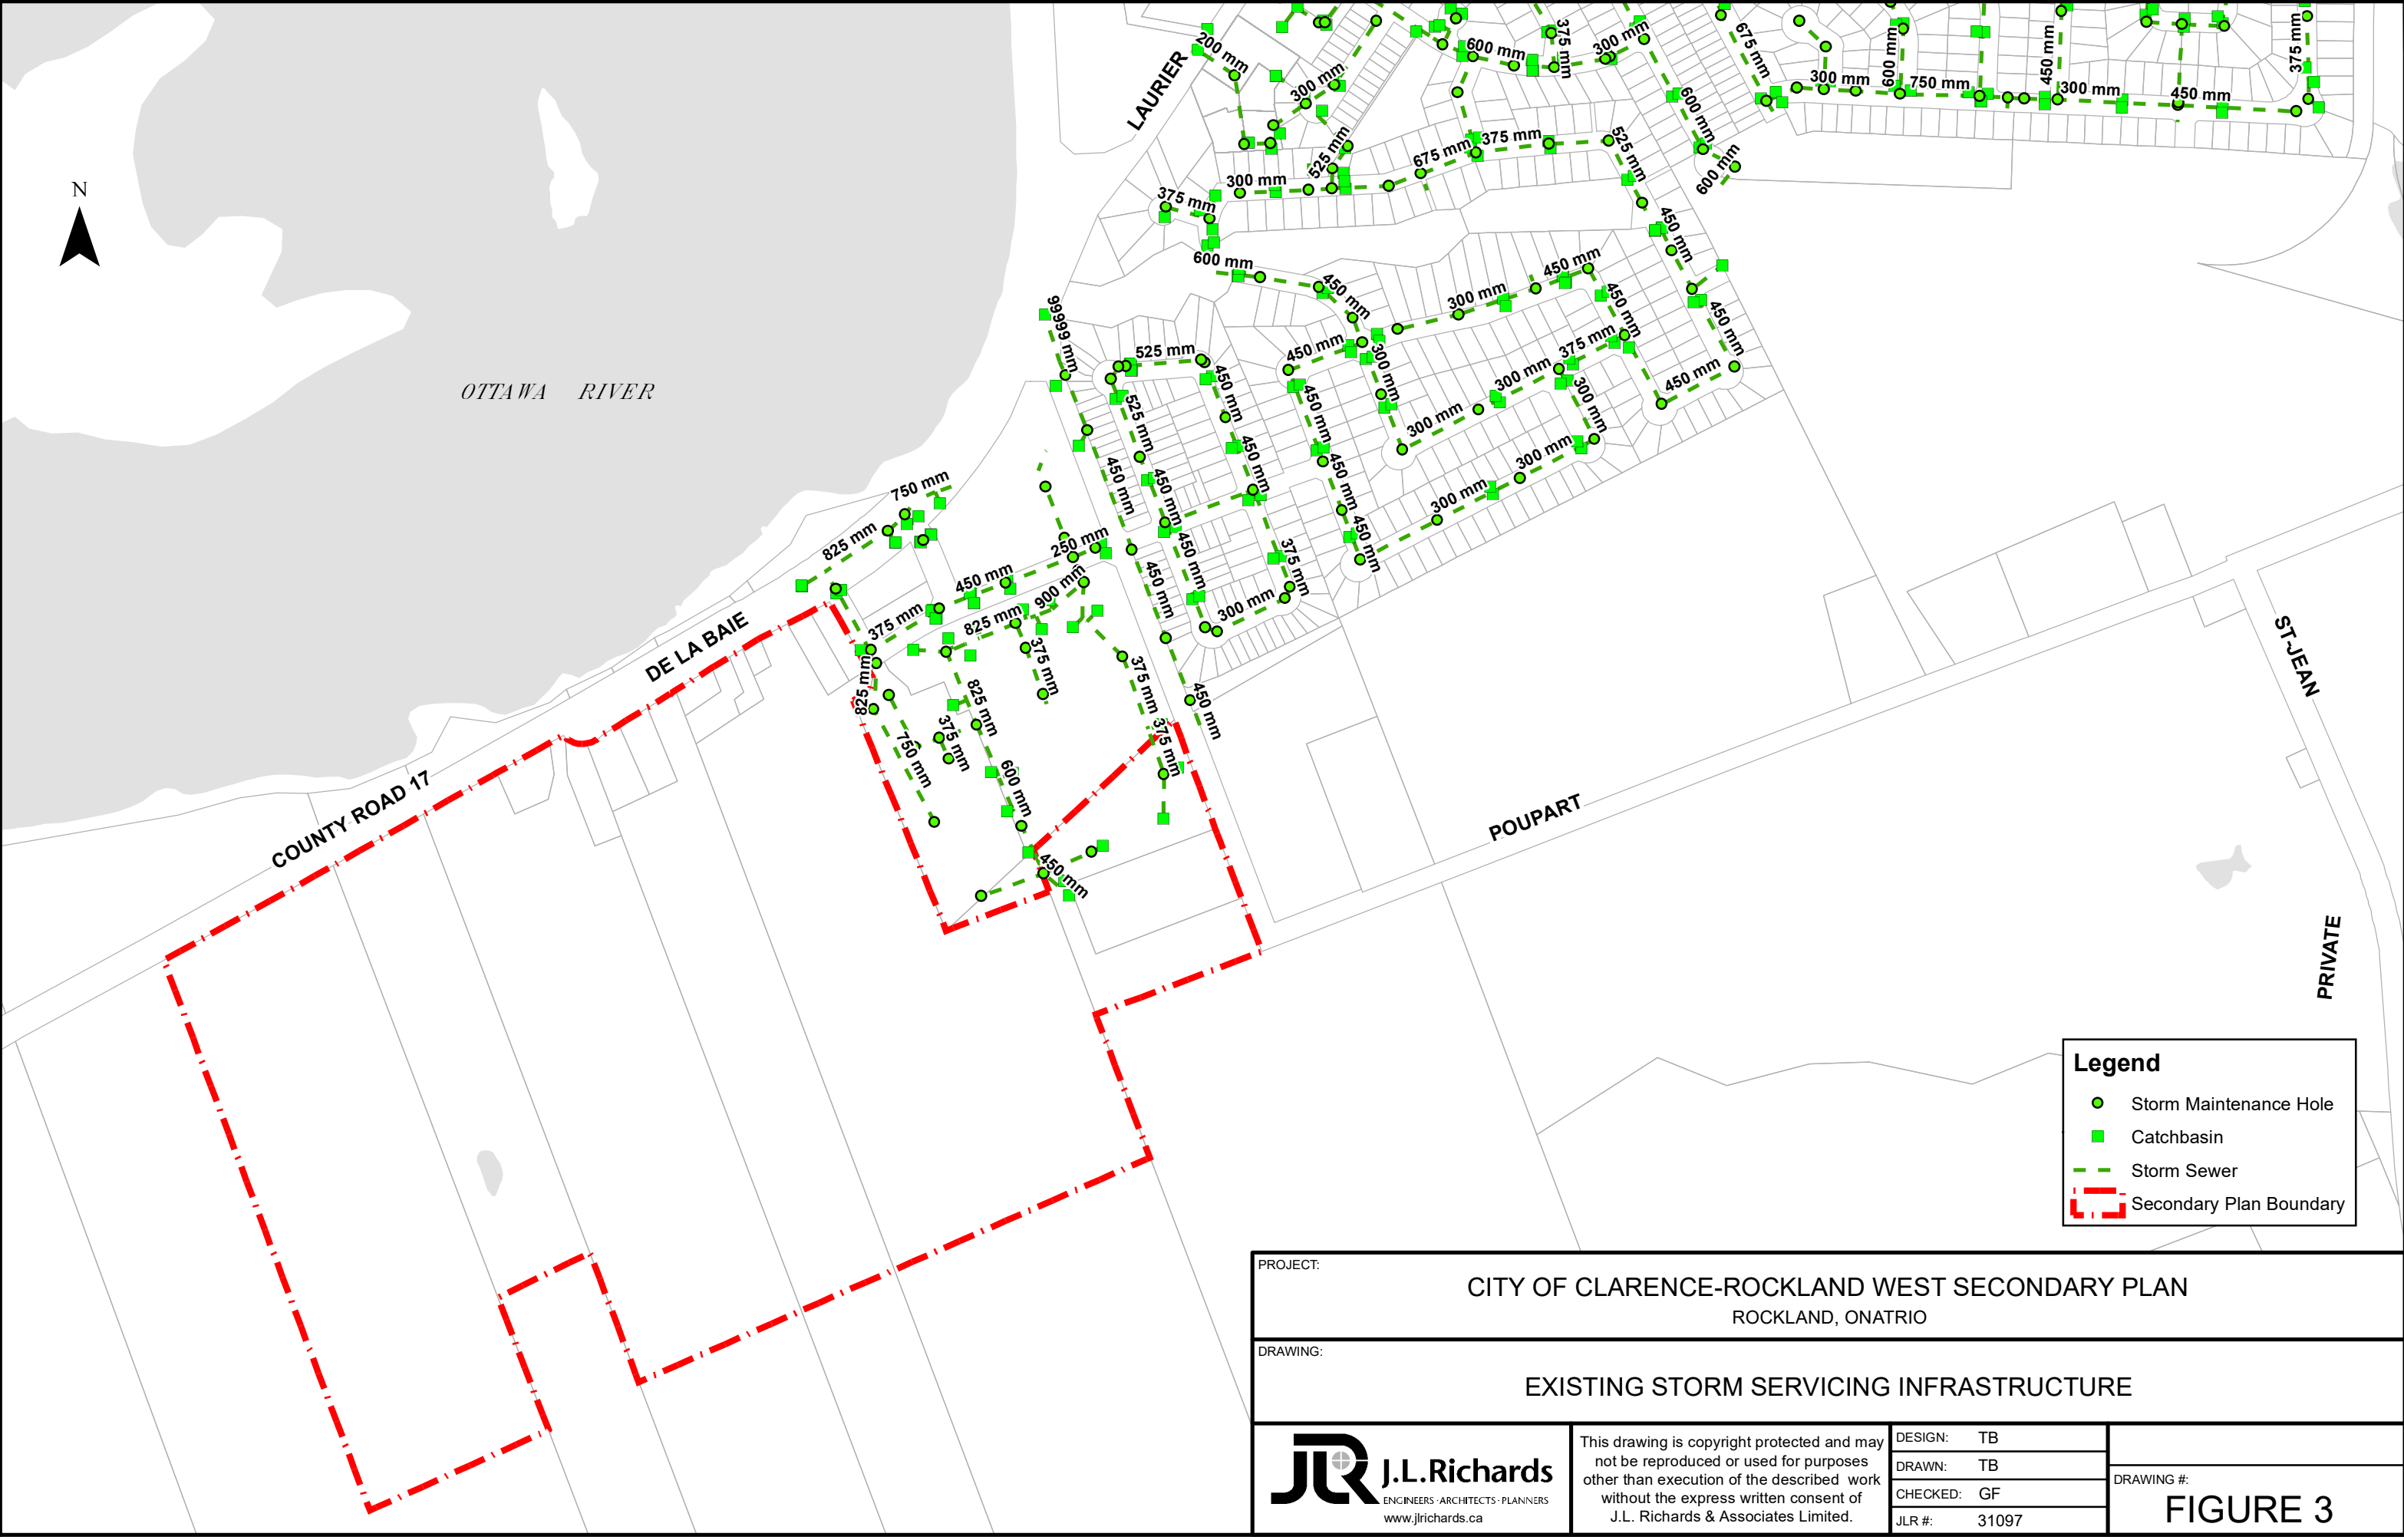 200 mm
LAURIER
300 mm
525 mm
600 mm
375 mm
300 mm
675 mm
600 mm
300 mm
600 mm
750 mm
450 mm
300 mm
450 mm
375 mm
N
375 mm
300 mm
675 mm
375 mm
525 mm
600 mm
600 mm
450 mm
450 mm
300 mm
450 mm
450 mm
450 mm
99999 mm
525 mm
450 mm
300 mm
375 mm
450 mm
OTTAWA RIVER
525 mm
450 mm
450 mm
300 mm
300 mm
300 mm
450 mm
450 mm
450 mm
450 mm
300 mm
300 mm
750 mm
825 mm
250 mm
450 mm
375 mm
450 mm
450 mm
450 mm
900 mm
375 mm
825 mm
300 mm
DE LA BAIE
825 mm
375 mm
825 mm
375 mm
450 mm
ST-JEAN
750 mm
375 mm
600 mm
375 mm
COUNTY ROAD 17
POUPART
450 mm
PRIVATE
Legend
Storm Maintenance Hole
Catchbasin
Storm Sewer
Secondary Plan Boundary
PROJECT:
CITY OF CLARENCE-ROCKLAND WEST SECONDARY PLAN
ROCKLAND, ONATRIO
DRAWING:
EXISTING STORM SERVICING INFRASTRUCTURE
JLR J.L.Richards
ENGINEERS · ARCHITECTS · PLANNERS
www.jlrichards.ca
This drawing is copyright protected and may
not be reproduced or used for purposes
other than execution of the described work
without the express written consent of
J.L. Richards & Associates Limited.
DESIGN: TB
DRAWN: TB
CHECKED: GF
JLR #: 31097
DRAWING #:
FIGURE 3